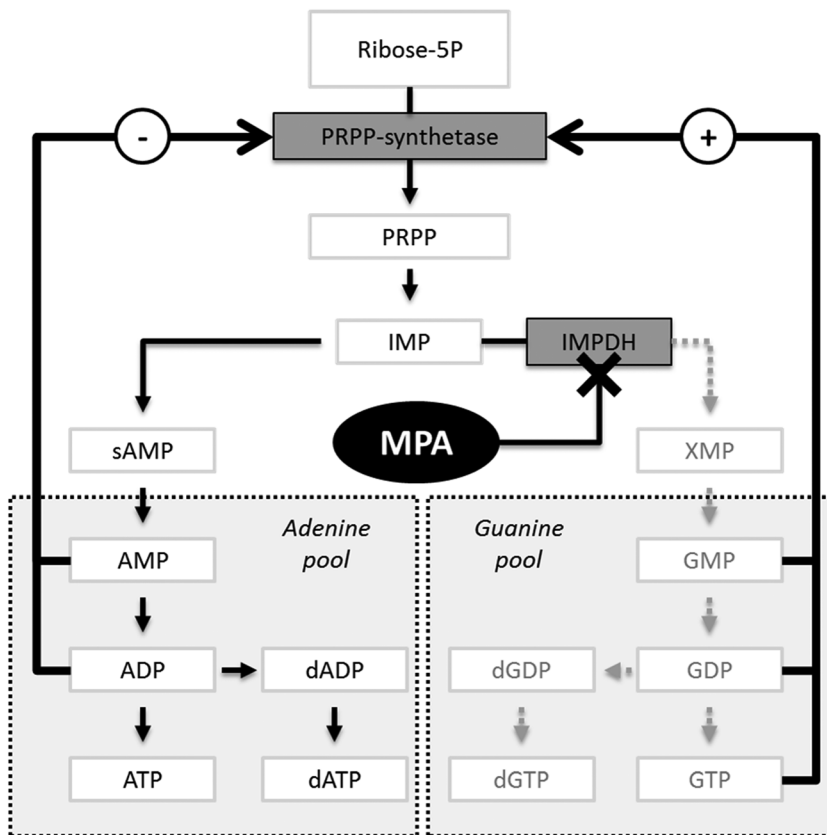 Ribose-5P
-
PRPP-synthetase
+
PRPP
IMP
IMPDH
sAMP
MPA
XMP
Adenine
pool
Guanine
pool
AMP
GMP
ADP
dADP
dGDP
GDP
ATP
dATP
dGTP
GTP